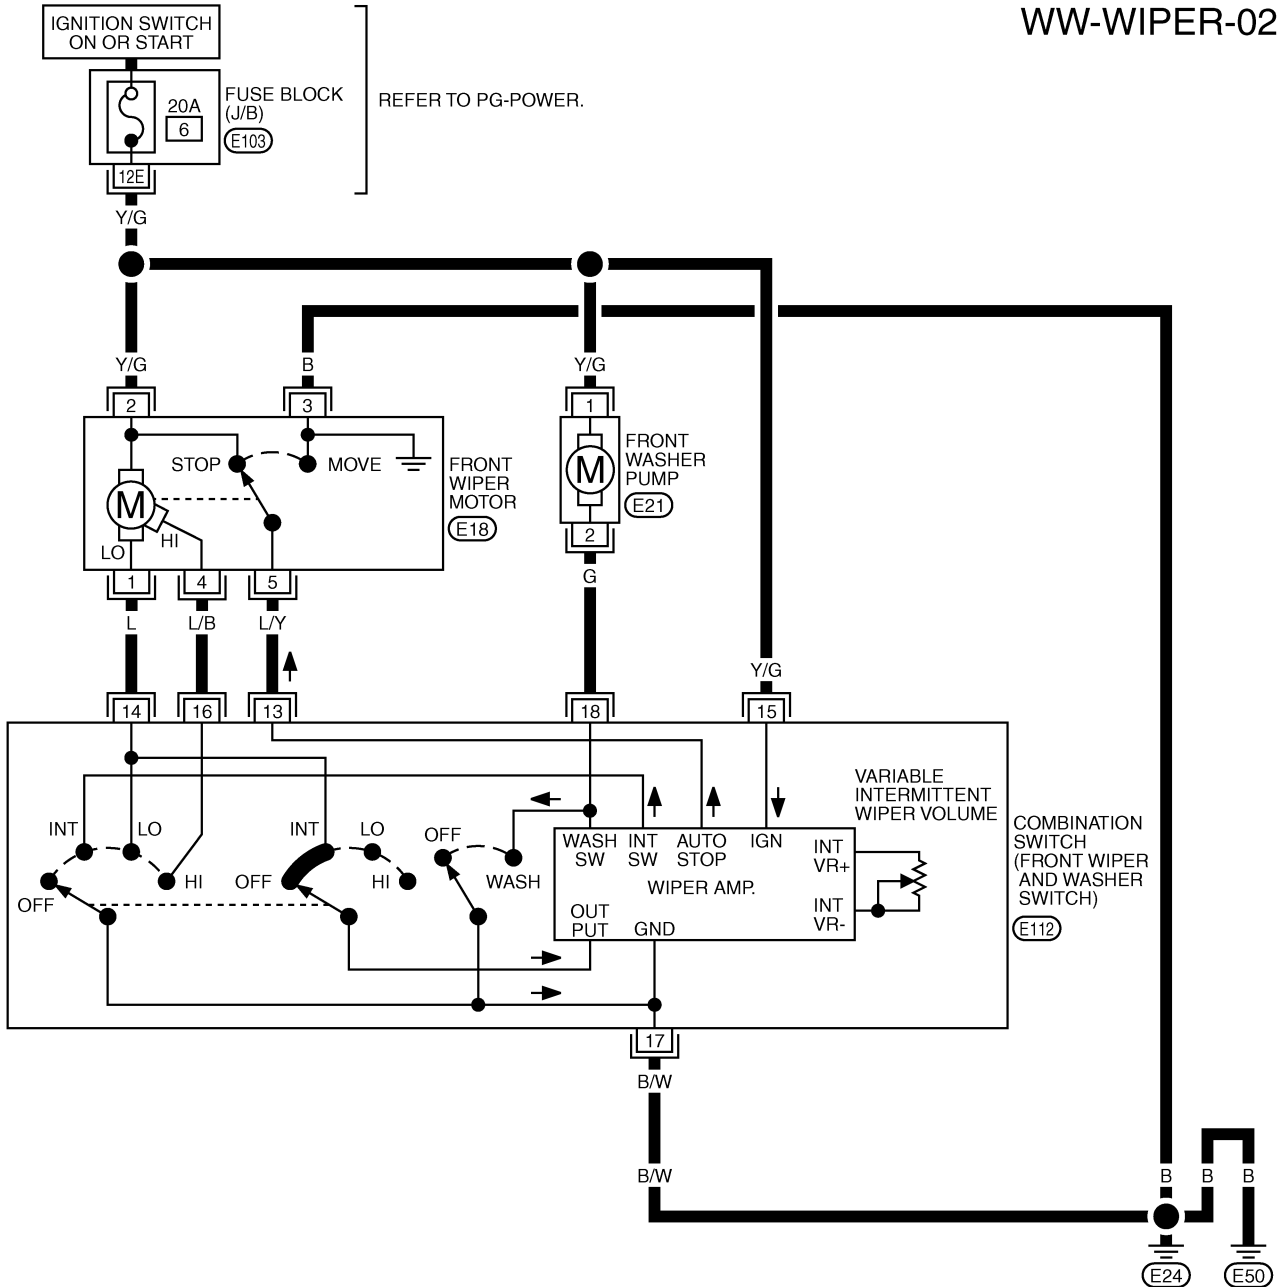 WW-WIPER-02
IGNITION SWITCH
ON OR START
20A
6
FUSE BLOCK
(J/B)
E103
REFER TO PG-POWER.
12E
Y/G
Y/G
B
Y/G
2
3
1
STOP
MOVE
M
LO
HI
FRONT
WIPER
MOTOR
E18
M
FRONT
WASHER
PUMP
E21
2
G
1
4
5
L
L/B
L/Y
Y/G
14
16
13
18
15
INT
LO
HI
OFF
INT
LO
HI
OFF
OFF
WASH
WASH
SW
INT
SW
AUTO
STOP
IGN
WIPER AMP.
OUT
PUT
GND
INT
VR+
INT
VR-
VARIABLE
INTERMITTENT
WIPER VOLUME
COMBINATION
SWITCH
(FRONT WIPER
AND WASHER
SWITCH)
E112
17
B/W
B/W
B
B
B
E24
E50